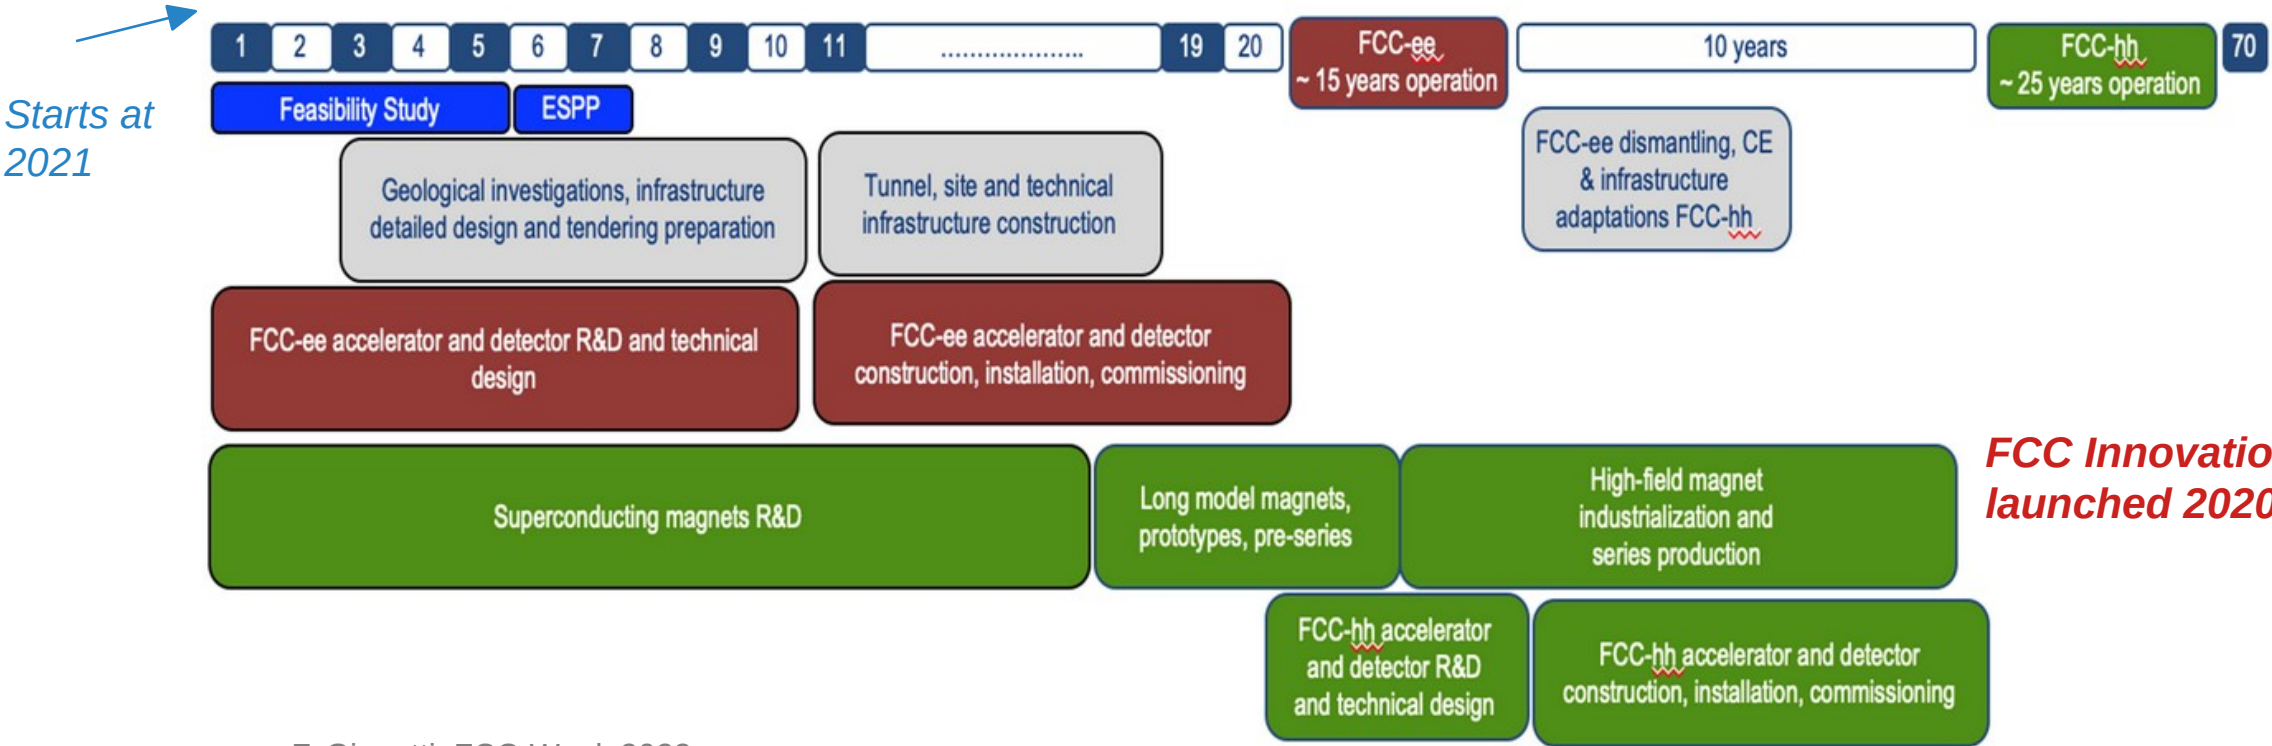 1 2 3 4 5 6 7 8 9 10 11 ..................... 19 20
FCC-ee
~ 15 years operation
10 years
FCC-hh
~ 25 years operation
70
Starts at
2021
Feasibility Study
ESPP
Geological investigations, infrastructure
detailed design and tendering preparation
Tunnel, site and technical
infrastructure construction
FCC-ee dismantling, CE
& infrastructure
adaptations FCC-hh
FCC-ee accelerator and detector R&D and technical
design
FCC-ee accelerator and detector
construction, installation, commissioning
Superconducting magnets R&D
Long model magnets,
prototypes, pre-series
High-field magnet
industrialization and
series production
FCC Innovatio
launched 2020
FCC-hh accelerator
and detector R&D
and technical design
FCC-hh accelerator and detector
construction, installation, commissioning